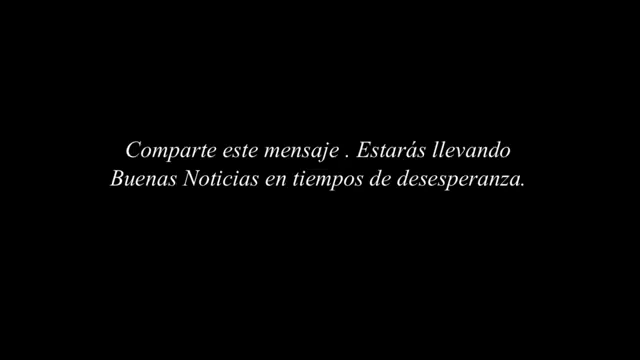 Comparte este mensaje . Estarás llevando
Buenas Noticias en tiempos de desesperanza.